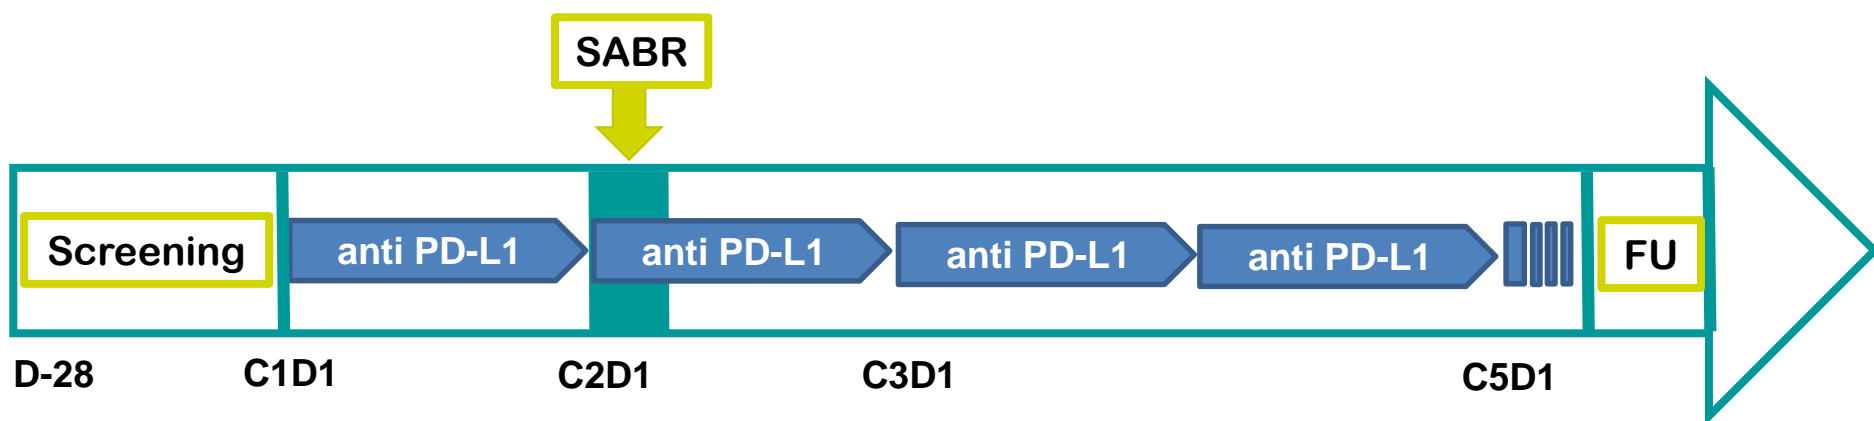 SABR
Screening
anti PD-L1
anti PD-L1
anti PD-L1
anti PD-L1
FU
D-28
C1D1
C2D1
C3D1
C5D1